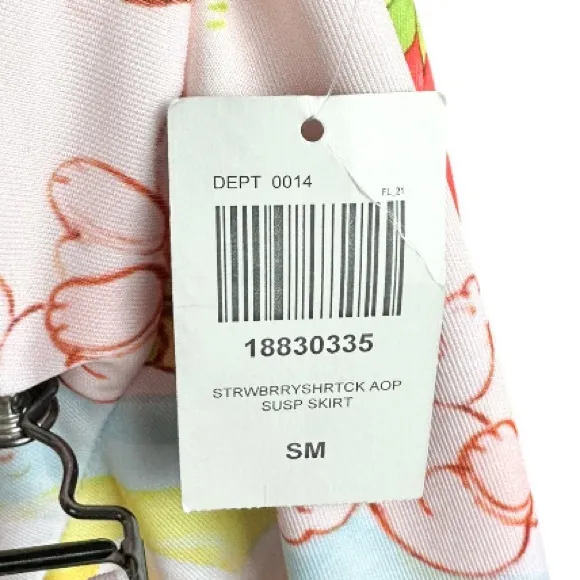 DEPT 0014
FL_21
18830335
STRWBRRYSHRTCK AOP
SUSP SKIRT
SM